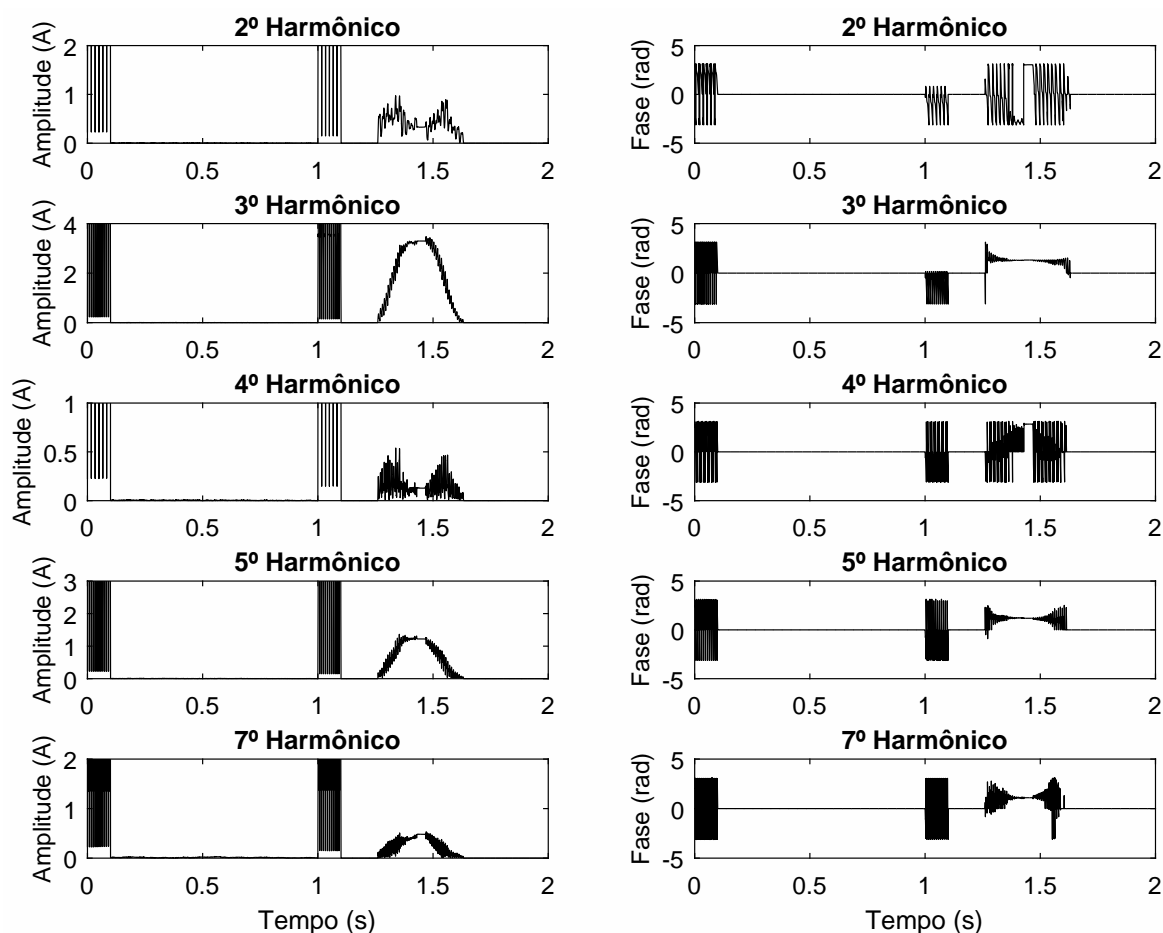 2º Harmônico
Amplitude (A)
2
1
0
0 0.5 1 1.5 2
2º Harmônico
Fase (rad)
5
0
-5
0 0.5 1 1.5 2
3º Harmônico
Amplitude (A)
4
2
0
0 0.5 1 1.5 2
3º Harmônico
Fase (rad)
5
0
-5
0 0.5 1 1.5 2
4º Harmônico
Amplitude (A)
1
0.5
0
0 0.5 1 1.5 2
4º Harmônico
Fase (rad)
5
0
-5
0 0.5 1 1.5 2
5º Harmônico
Amplitude (A)
3
2
1
0
0 0.5 1 1.5 2
5º Harmônico
Fase (rad)
5
0
-5
0 0.5 1 1.5 2
7º Harmônico
Amplitude (A)
2
1
0
0 0.5 1 1.5 2
Tempo (s)
7º Harmônico
Fase (rad)
5
0
-5
0 0.5 1 1.5 2
Tempo (s)